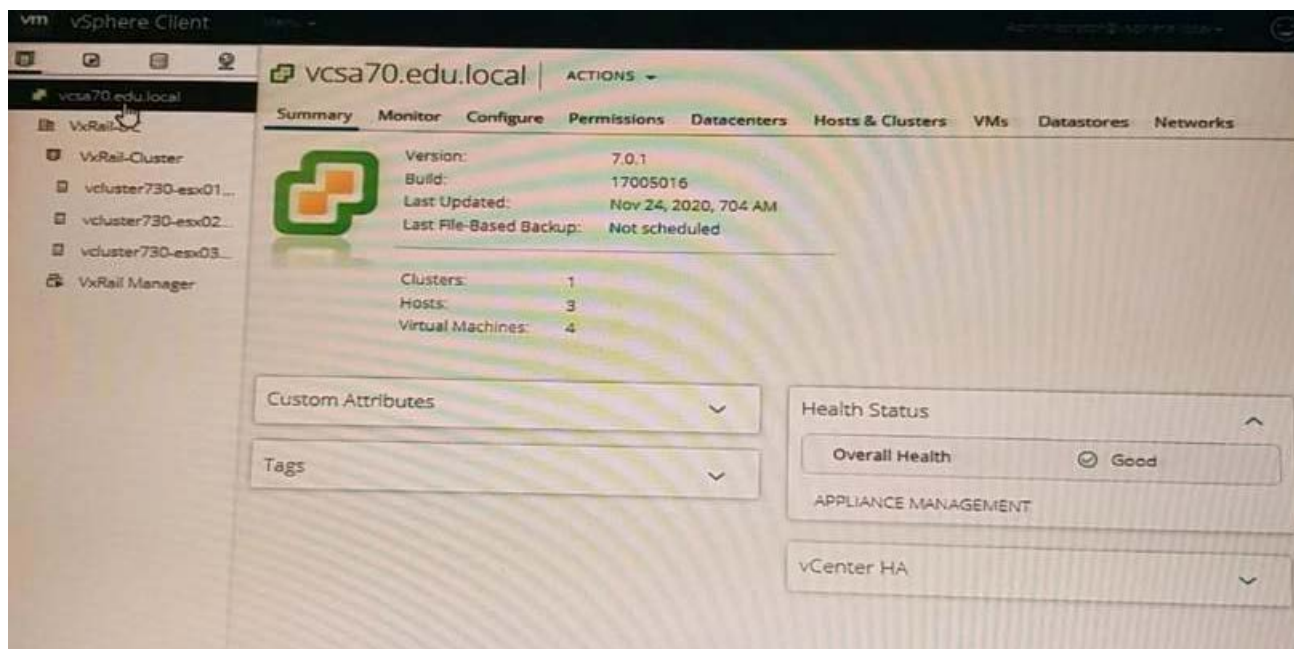 vm vSphere Client
vcsa70.edu.local
VxRail-
VxRail-Cluster
vcluster730-esx01...
vcluster730-esx02...
vcluster730-esx03...
VxRail Manager
vcsa70.edu.local ACTIONS
Summary Monitor Configure Permissions Datacenters Hosts & Clusters VMs Datastores Networks
Version: 7.0.1
Build: 17005016
Last Updated: Nov 24, 2020, 7:04 AM
Last File-Based Backup: Not scheduled
Clusters: 1
Hosts: 3
Virtual Machines: 4
Custom Attributes
Tags
Health Status
Overall Health Good
APPLIANCE MANAGEMENT
vCenter HA